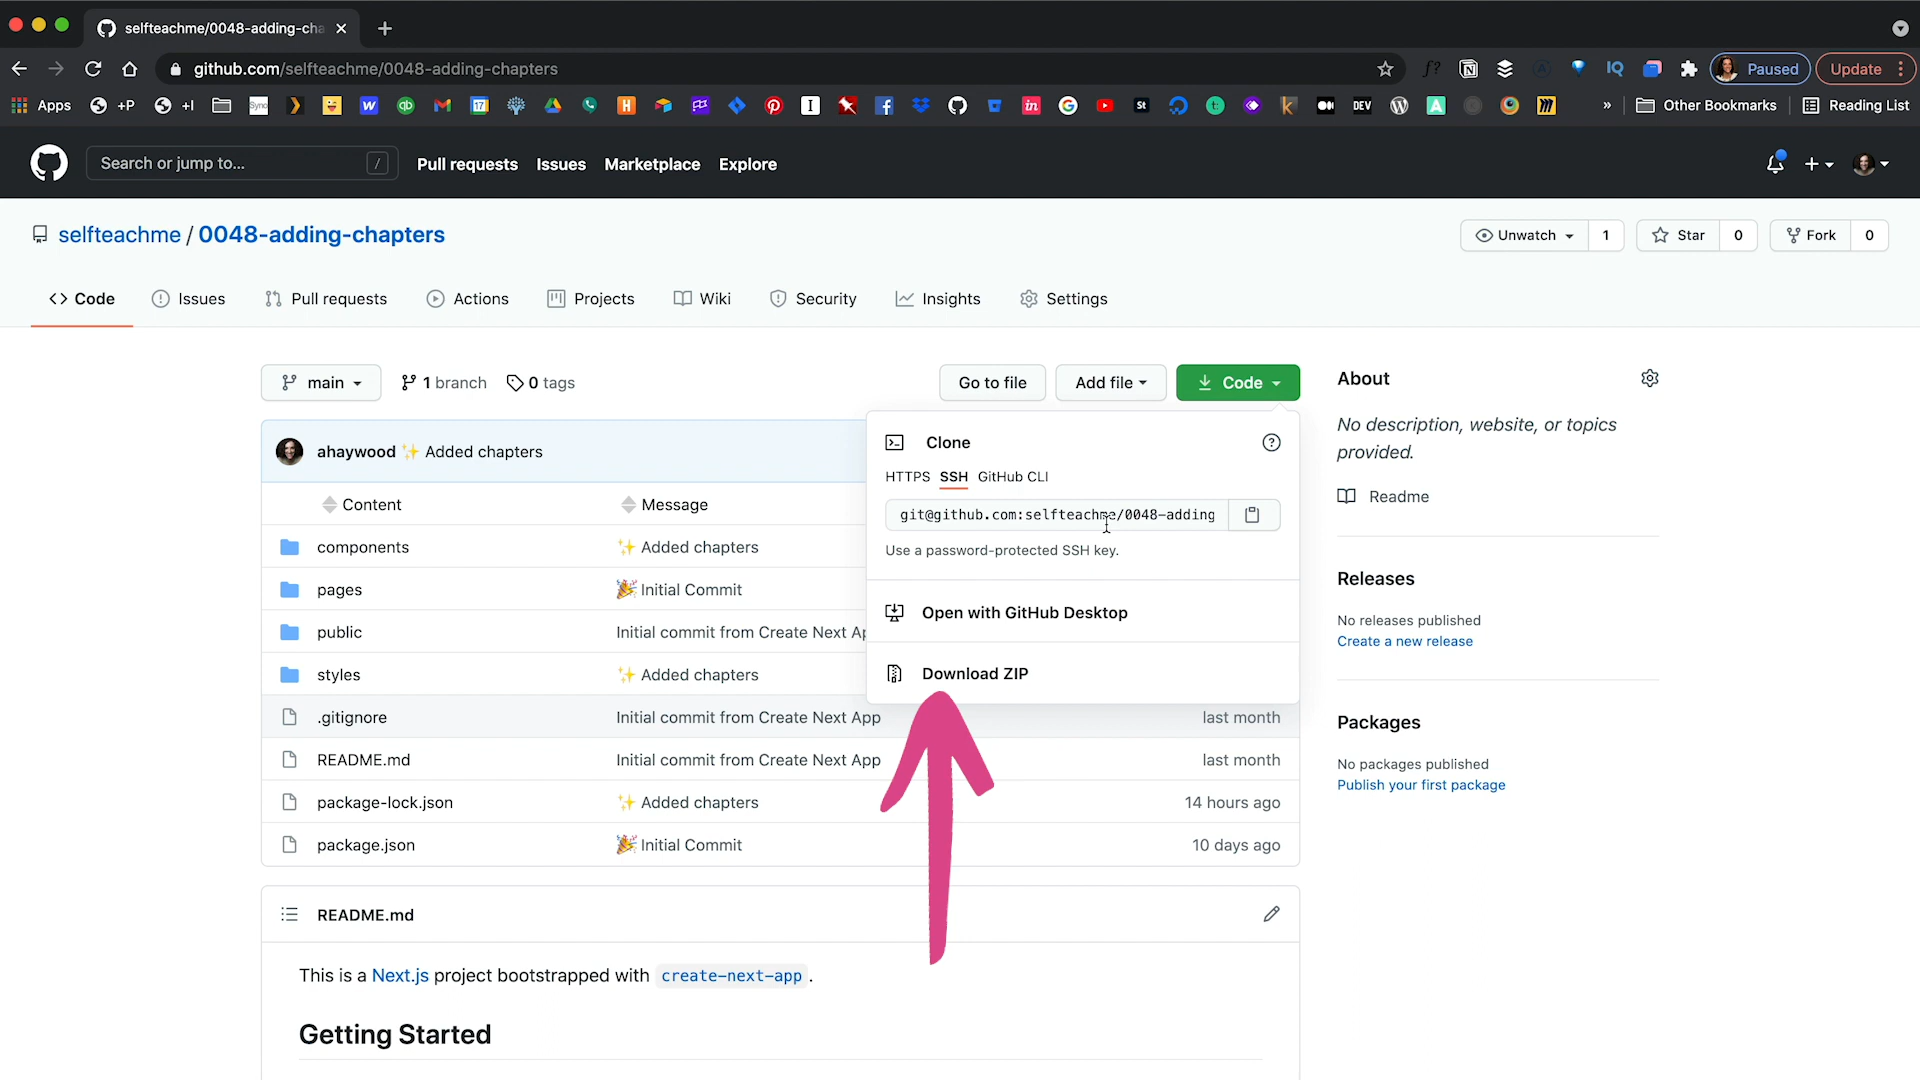 selfteachme/0048-adding-cha
github.com/selfteachme/0048-adding-chapters
Paused
Update
Apps
+P
+I
Syno
17
H
in
St
DEV
Other Bookmarks
Reading List
Search or jump to...
/
Pull requests
Issues
Marketplace
Explore
selfteachme / 0048-adding-chapters
Unwatch 1
Star 0
Fork 0
Code
Issues
Pull requests
Actions
Projects
Wiki
Security
Insights
Settings
main
1 branch
0 tags
Go to file
Add file
Code
ahaywood ✨ Added chapters
Content
Message
components
✨ Added chapters
pages
🎉 Initial Commit
public
Initial commit from Create Next Ap
styles
✨ Added chapters
.gitignore
Initial commit from Create Next App
last month
README.md
Initial commit from Create Next App
last month
package-lock.json
✨ Added chapters
14 hours ago
package.json
🎉 Initial Commit
10 days ago
Clone
HTTPS SSH GitHub CLI
git@github.com:selfteachme/0048-adding
Use a password-protected SSH key.
Open with GitHub Desktop
Download ZIP
About
No description, website, or topics
provided.
Readme
Releases
No releases published
Create a new release
Packages
No packages published
Publish your first package
README.md
This is a Next.js project bootstrapped with create-next-app.
Getting Started